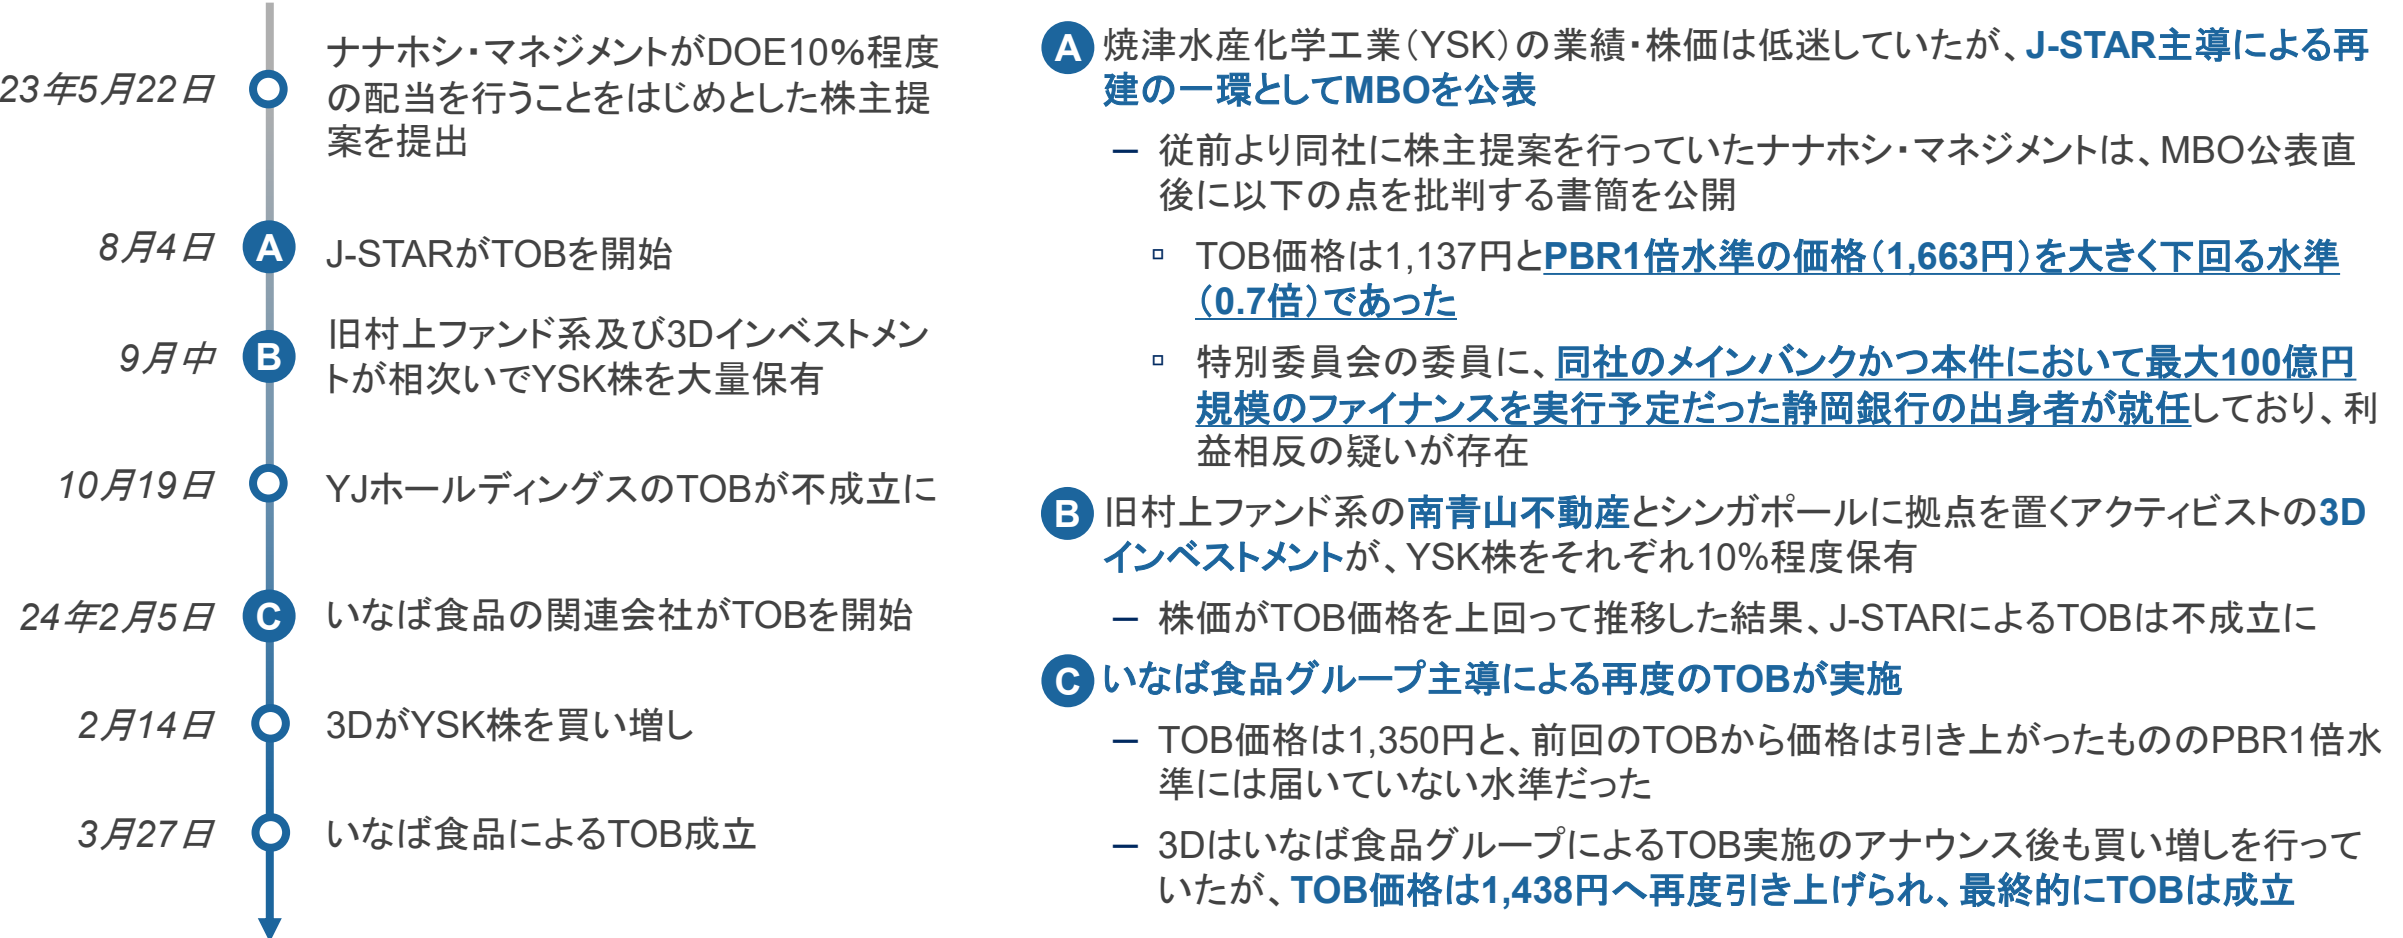 23年5月22日
ナナホシ・マネジメントがDOE10%程度
の配当を行うことをはじめとした株主提
案を提出
8月4日
A
J-STARがTOBを開始
9月中
B
旧村上ファンド系及び3Dインベストメン
トが相次いでYSK株を大量保有
10月19日
YJホールディングスのTOBが不成立に
24年2月5日
C
いなば食品の関連会社がTOBを開始
2月14日
3DがYSK株を買い増し
3月27日
いなば食品によるTOB成立
A 焼津水産化学工業（YSK）の業績・株価は低迷していたが、J-STAR主導による再
建の一環としてMBOを公表
– 従前より同社に株主提案を行っていたナナホシ・マネジメントは、MBO公表直
後に以下の点を批判する書簡を公開
▫ TOB価格は1,137円とPBR1倍水準の価格（1,663円）を大きく下回る水準
（0.7倍）であった
▫ 特別委員会の委員に、同社のメインバンクかつ本件において最大100億円
規模のファイナンスを実行予定だった静岡銀行の出身者が就任しており、利
益相反の疑いが存在
B 旧村上ファンド系の南青山不動産とシンガポールに拠点を置くアクティビストの3D
インベストメントが、YSK株をそれぞれ10%程度保有
– 株価がTOB価格を上回って推移した結果、J-STARによるTOBは不成立に
C いなば食品グループ主導による再度のTOBが実施
– TOB価格は1,350円と、前回のTOBから価格は引き上がったもののPBR1倍水
準には届いていない水準だった
– 3Dはいなば食品グループによるTOB実施のアナウンス後も買い増しを行って
いたが、TOB価格は1,438円へ再度引き上げられ、最終的にTOBは成立